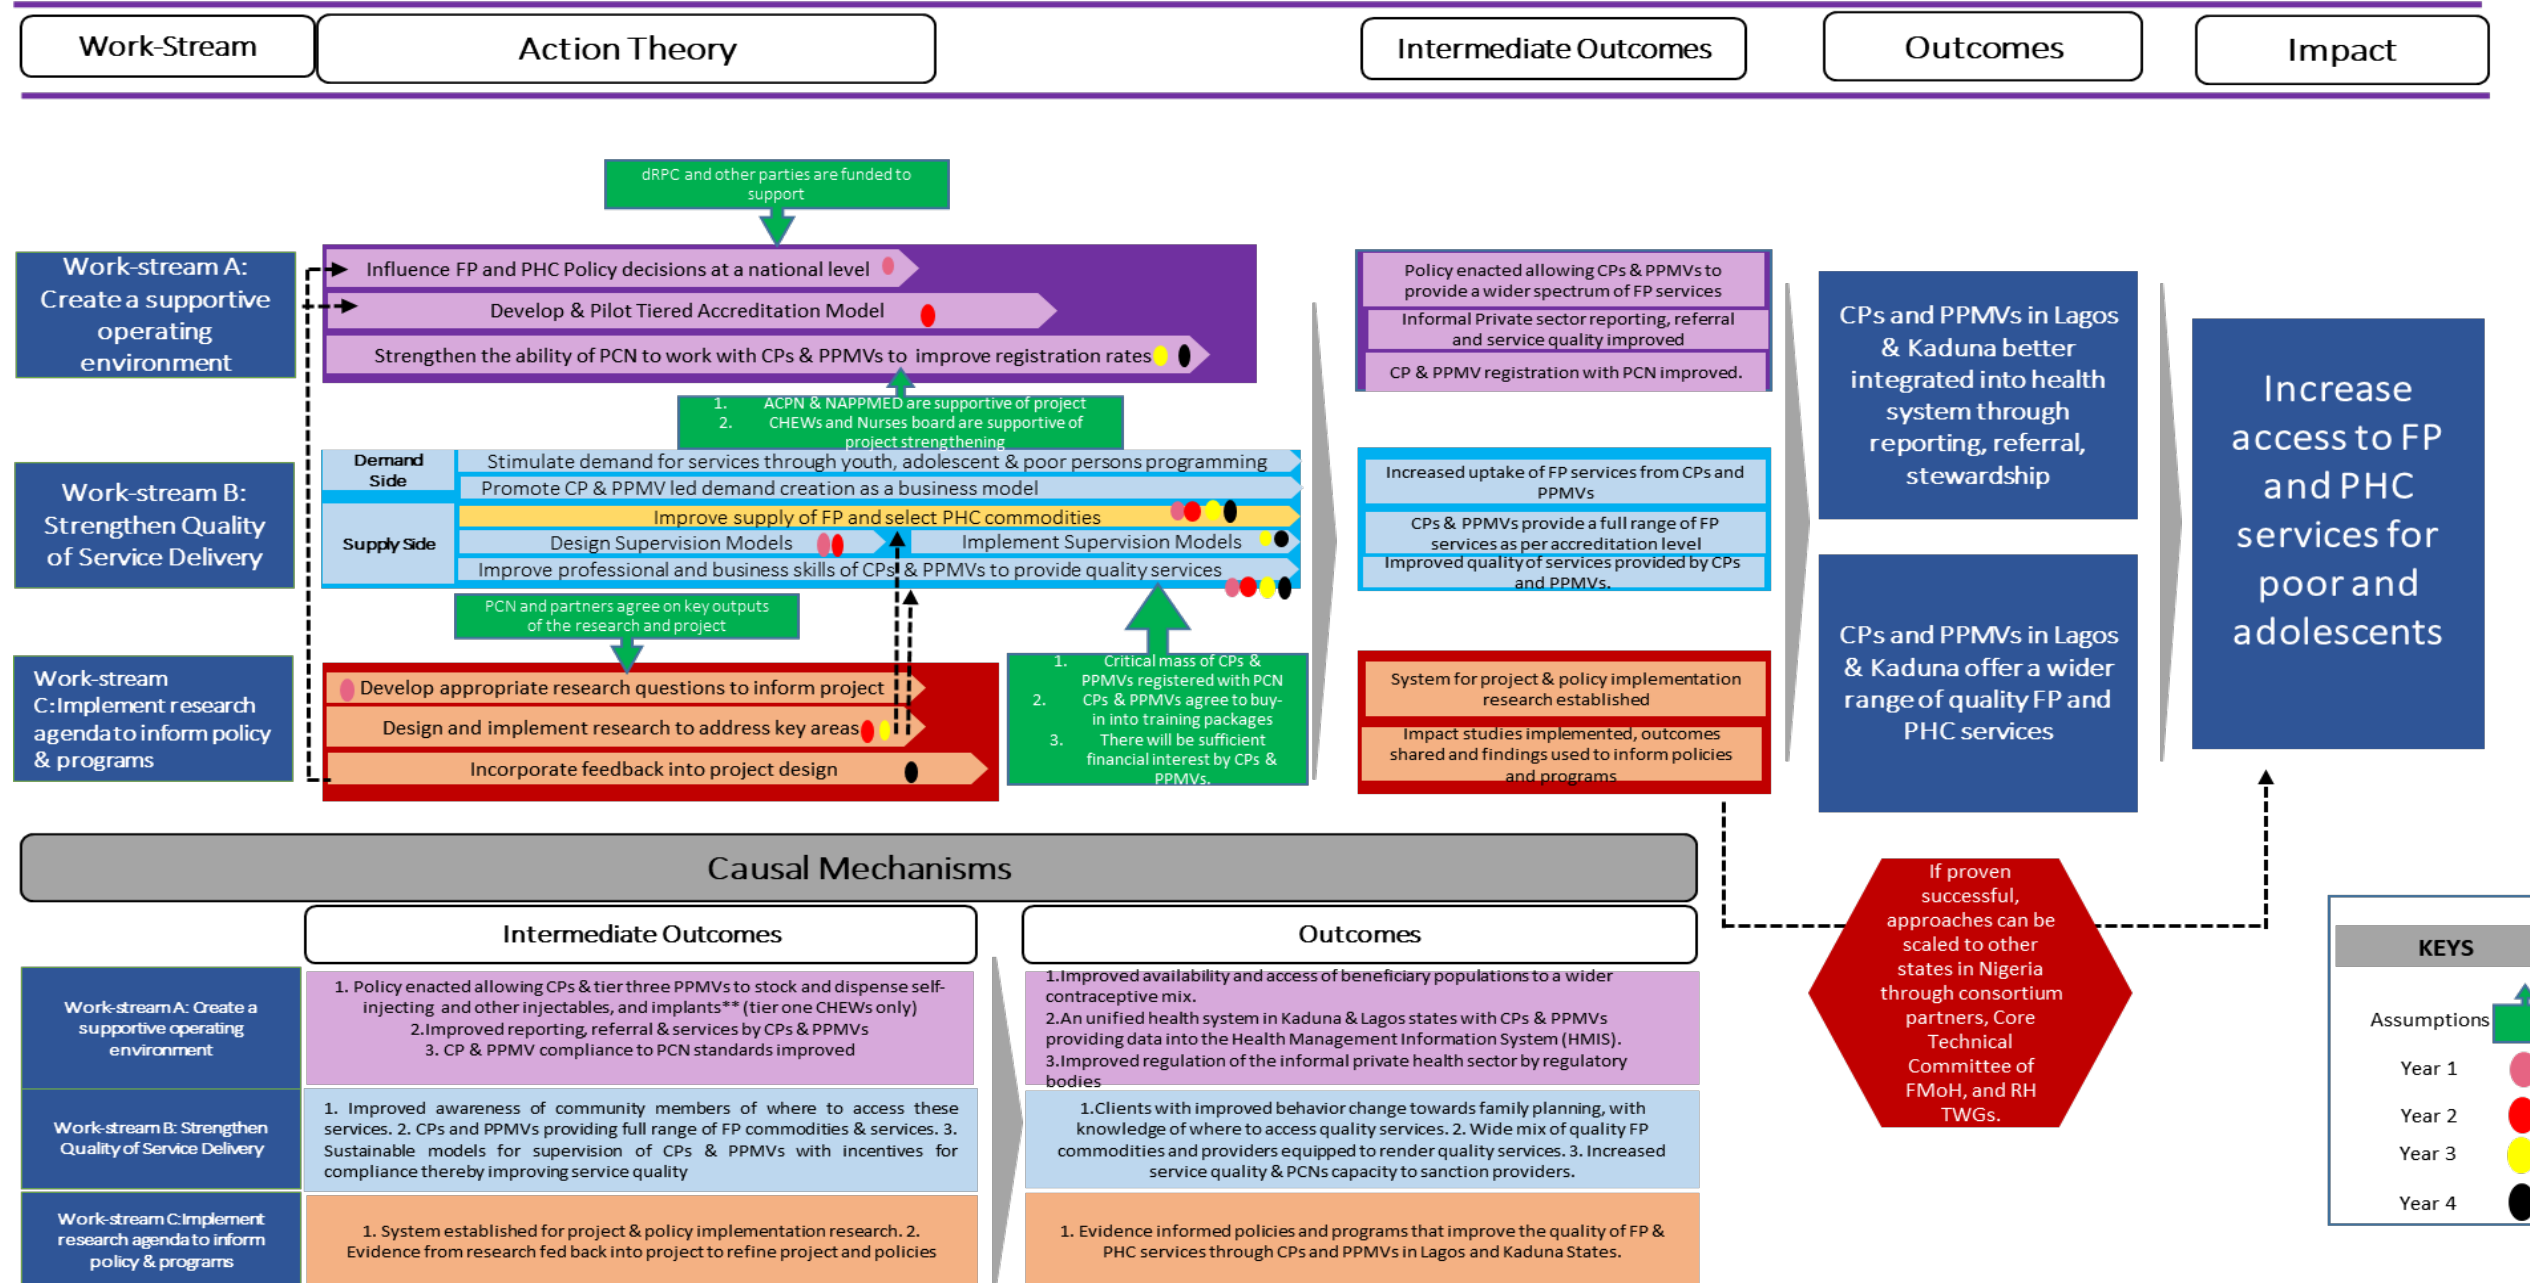 Work-Stream
Action Theory
Intermediate Outcomes
Outcomes
Impact
dRPC and other parties are funded to
support
Work-stream A:
Create a supportive
operating
environment
Influence FP and PHC Policy decisions at a national level
Develop & Pilot Tiered Accreditation Model
Strengthen the ability of PCN to work with CPs & PPMVs to improve registration rates
1. ACPN & NAPPMED are supportive of project
2. CHEWs and Nurses board are supportive of
project strengthening
Policy enacted allowing CPs & PPMVs to
provide a wider spectrum of FP services
Informal Private sector reporting, referral
and service quality improved
CP & PPMV registration with PCN improved.
Work-stream B:
Strengthen Quality
of Service Delivery
Demand
Side
Stimulate demand for services through youth, adolescent & poor persons programming
Promote CP & PPMV led demand creation as a business model
Supply Side
Improve supply of FP and select PHC commodities
Design Supervision Models
Implement Supervision Models
Improve professional and business skills of CPs & PPMVs to provide quality services
Increased uptake of FP services from CPs and
PPMVs
CPs & PPMVs provide a full range of FP
services as per accreditation level
Improved quality of services provided by CPs
and PPMVs.
PCN and partners agree on key outputs
of the research and project
Work-stream
C:Implement research
agenda to inform policy
& programs
Develop appropriate research questions to inform project
Design and implement research to address key areas
Incorporate feedback into project design
1. Critical mass of CPs &
PPMVs registered with PCN
2. CPs & PPMVs agree to buy-
in into training packages
3. There will be sufficient
financial interest by CPs &
PPMVs.
System for project & policy implementation
research established
Impact studies implemented, outcomes
shared and findings used to inform policies
and programs
CPs and PPMVs in Lagos
& Kaduna better
integrated into health
system through
reporting, referral,
stewardship
CPs and PPMVs in Lagos
& Kaduna offer a wider
range of quality FP and
PHC services
Increase
access to FP
and PHC
services for
poor and
adolescents
Causal Mechanisms
Intermediate Outcomes
Outcomes
Work-stream A: Create a
supportive operating
environment
1. Policy enacted allowing CPs & tier three PPMVs to stock and dispense self-
injecting and other injectables, and implants** (tier one CHEWs only)
2.Improved reporting, referral & services by CPs & PPMVs
3. CP & PPMV compliance to PCN standards improved
1.Improved availability and access of beneficiary populations to a wider
contraceptive mix.
2.An unified health system in Kaduna & Lagos states with CPs & PPMVs
providing data into the Health Management Information System (HMIS).
3.Improved regulation of the informal private health sector by regulatory
bodies
Work-stream B: Strengthen
Quality of Service Delivery
1. Improved awareness of community members of where to access these
services. 2. CPs and PPMVs providing full range of FP commodities & services. 3.
Sustainable models for supervision of CPs & PPMVs with incentives for
compliance thereby improving service quality
1.Clients with improved behavior change towards family planning, with
knowledge of where to access quality services. 2. Wide mix of quality FP
commodities and providers equipped to render quality services. 3. Increased
service quality & PCNs capacity to sanction providers.
Work-stream C:Implement
research agenda to inform
policy & programs
1. System established for project & policy implementation research. 2.
Evidence from research fed back into project to refine project and policies
1. Evidence informed policies and programs that improve the quality of FP &
PHC services through CPs and PPMVs in Lagos and Kaduna States.
If proven
successful,
approaches can be
scaled to other
states in Nigeria
through consortium
partners, Core
Technical
Committee of
FMoH, and RH
TWGs.
KEYS
Assumptions
Year 1
Year 2
Year 3
Year 4